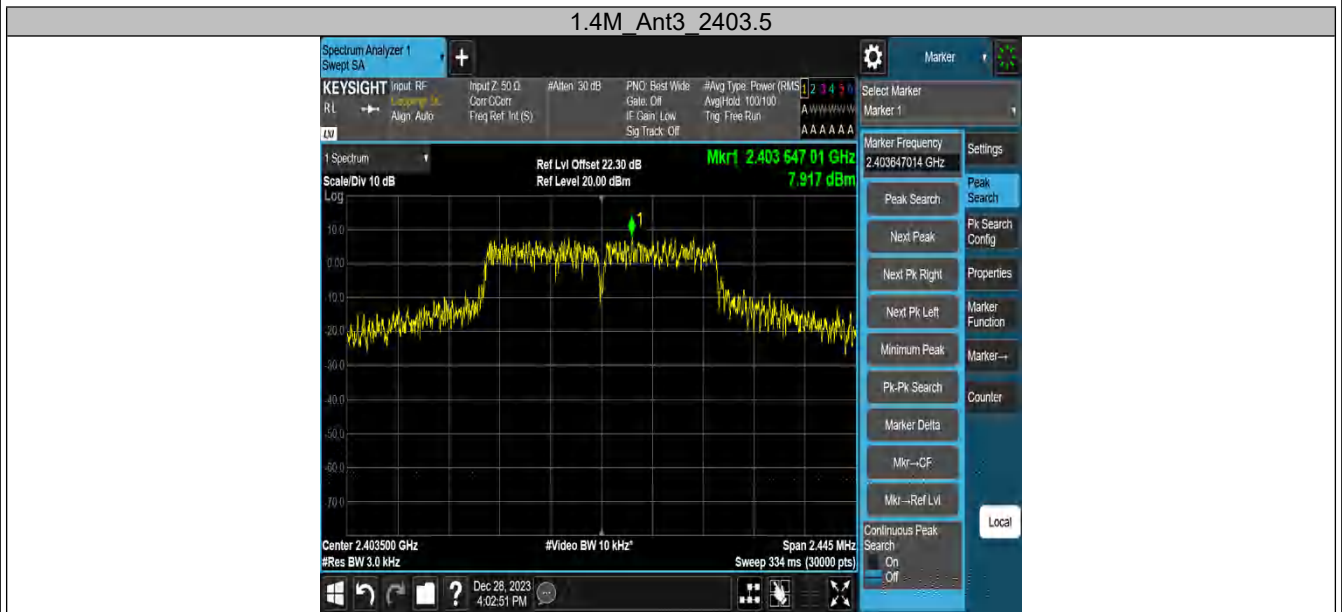 1.4M_Ant3_2403.5
Spectrum Analyzer 1
Swept SA
+
Marker
KEYSIGHT
Input: RF
Coupling: DC
Align: Auto
Input Z: 50 Ω
Corr CCorr
Freq Ref: Int (S)
#Atten: 30 dB
PNO: Best Wide
Gate: Off
IF Gain: Low
Sig Track: Off
#Avg Type: Power (RMS
Avg|Hold: 100/100
Trig: Free Run
1 2 3 4 5 6
A W W W W W
A A A A A A
RL
LXI
Select Marker
Marker 1
1 Spectrum
Scale/Div 10 dB
Log
Ref Lvl Offset 22.30 dB
Ref Level 20.00 dBm
Mkr1 2.403 647 01 GHz
7.917 dBm
1
10.0
0.00
-10.0
-20.0
-30.0
-40.0
-50.0
-60.0
-70.0
Center 2.403500 GHz
#Res BW 3.0 kHz
#Video BW 10 kHz*
Span 2.445 MHz
Sweep 334 ms (30000 pts)
Marker Frequency
2.403647014 GHz
Peak Search
Next Peak
Next Pk Right
Next Pk Left
Minimum Peak
Pk-Pk Search
Marker Delta
Mkr→CF
Mkr→Ref Lvl
Continuous Peak
Search
On
Off
Settings
Peak
Search
Pk Search
Config
Properties
Marker
Function
Marker→
Counter
Local
?
Dec 28, 2023
4:02:51 PM